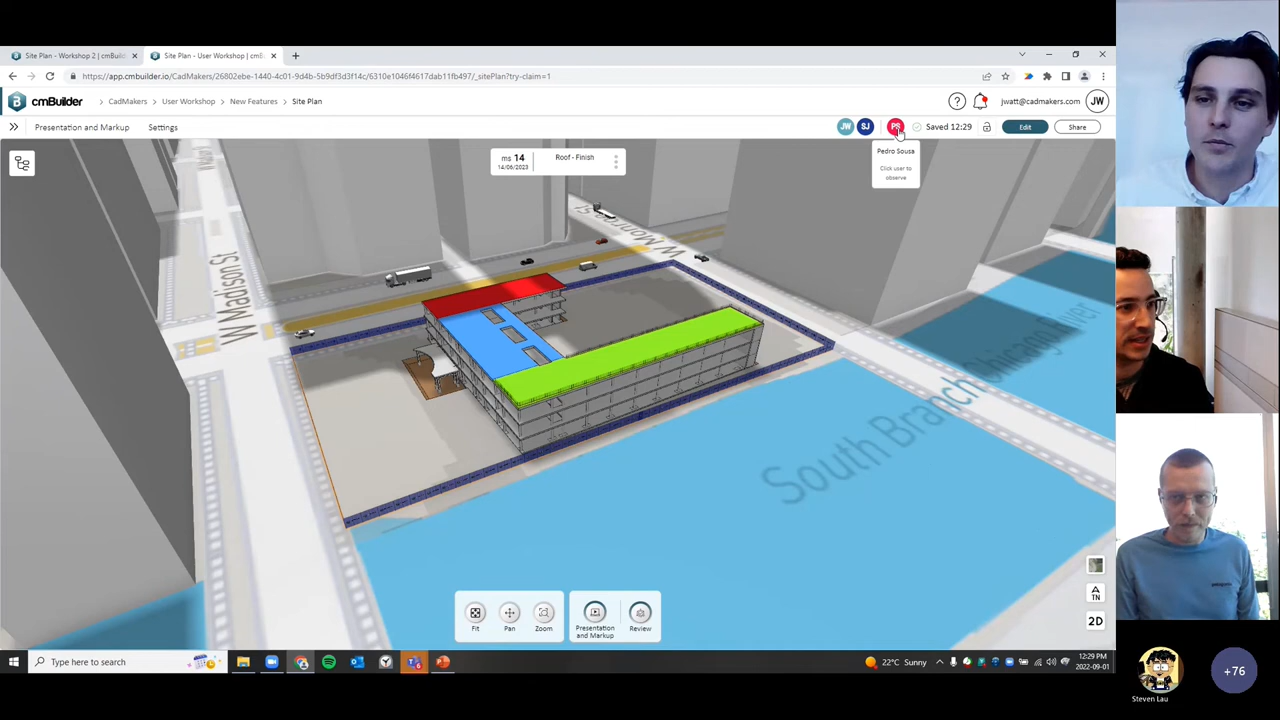 Site Plan - Workshop 2 | cmBuild
Site Plan - User Workshop | cmB
https://app.cmbuilder.io/CadMakers/26802ebe-1440-4c01-9d4b-5b9df3d3f14c/6310e1046f4617dab11fb497/_sitePlan?try-claim=1
cmBuilder
CadMakers
User Workshop
New Features
Site Plan
?
jwatt@cadmakers.com
JW
Presentation and Markup
Settings
JW
SJ
PS
Saved 12:29
Edit
Share
Pedro Sousa
Click user to
observe
ms 14
14/06/2023
Roof - Finish
W Madison St
W Monroe St
South Branch Chicago River
Fit
Pan
Zoom
Presentation
and Markup
Review
TN
2D
Type here to search
22°C Sunny
12:29 PM
2022-09-01
Steven Lau
+76